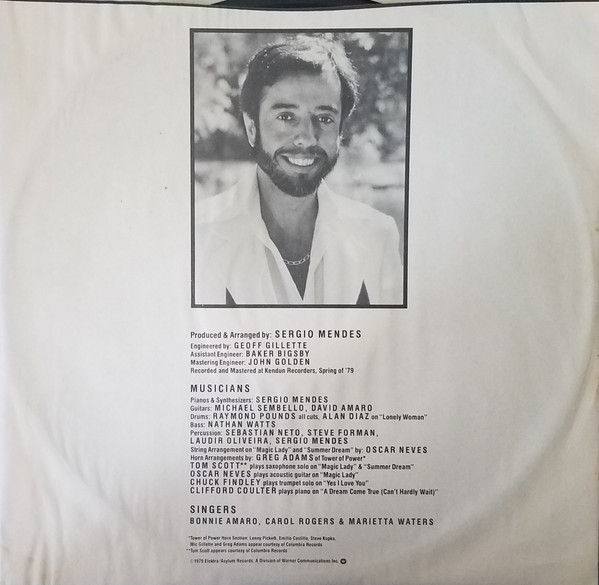 Produced & Arranged by: SERGIO MENDES
Engineered by: GEOFF GILLETTE
Assistant Engineer: BAKER BIGSBY
Mastering Engineer: JOHN GOLDEN
Recorded and Mastered at Kendun Recorders, Spring of '79
MUSICIANS
Pianos & Synthesizers: SERGIO MENDES
Guitars: MICHAEL SEMBELLO, DAVID AMARO
Drums: RAYMOND POUNDS all cuts, ALAN DIAZ on "Lonely Woman"
Bass: NATHAN WATTS
Percussion: SEBASTIAN NETO, STEVE FORMAN,
LAUDIR OLIVEIRA, SERGIO MENDES
String Arrangement on "Magic Lady" and "Summer Dream" by: OSCAR NEVES
Horn Arrangements by: GREG ADAMS of Tower of Power*
TOM SCOTT** plays saxophone solo on "Magic Lady" & "Summer Dream"
OSCAR NEVES plays acoustic guitar on "Magic Lady"
CHUCK FINDLEY plays trumpet solo on "Yes I Love You"
CLIFFORD COULTER plays piano on "A Dream Come True (Can't Hardly Wait)"
SINGERS
BONNIE AMARO, CAROL ROGERS & MARIETTA WATERS
*Tower of Power Horn Section: Lenny Pickett, Emilio Castillo, Steve Kupka,
Mic Gillette and Greg Adams appear courtesy of Columbia Records
**Tom Scott appears courtesy of Columbia Records
© 1979 Elektra/Asylum Records. A Division of Warner Communications Inc.